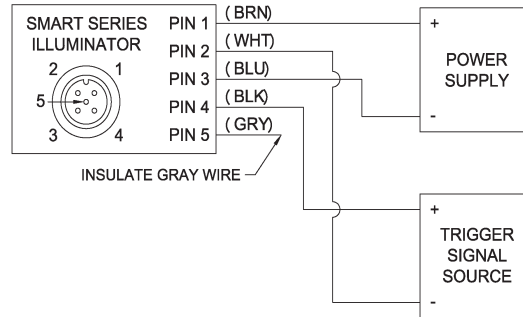 SMART SERIES
ILLUMINATOR
2 1
5
3 4
PIN 1 (BRN)
PIN 2 (WHT)
PIN 3 (BLU)
PIN 4 (BLK)
PIN 5 (GRY)
INSULATE GRAY WIRE
+
POWER
SUPPLY
-
+
TRIGGER
SIGNAL
SOURCE
-